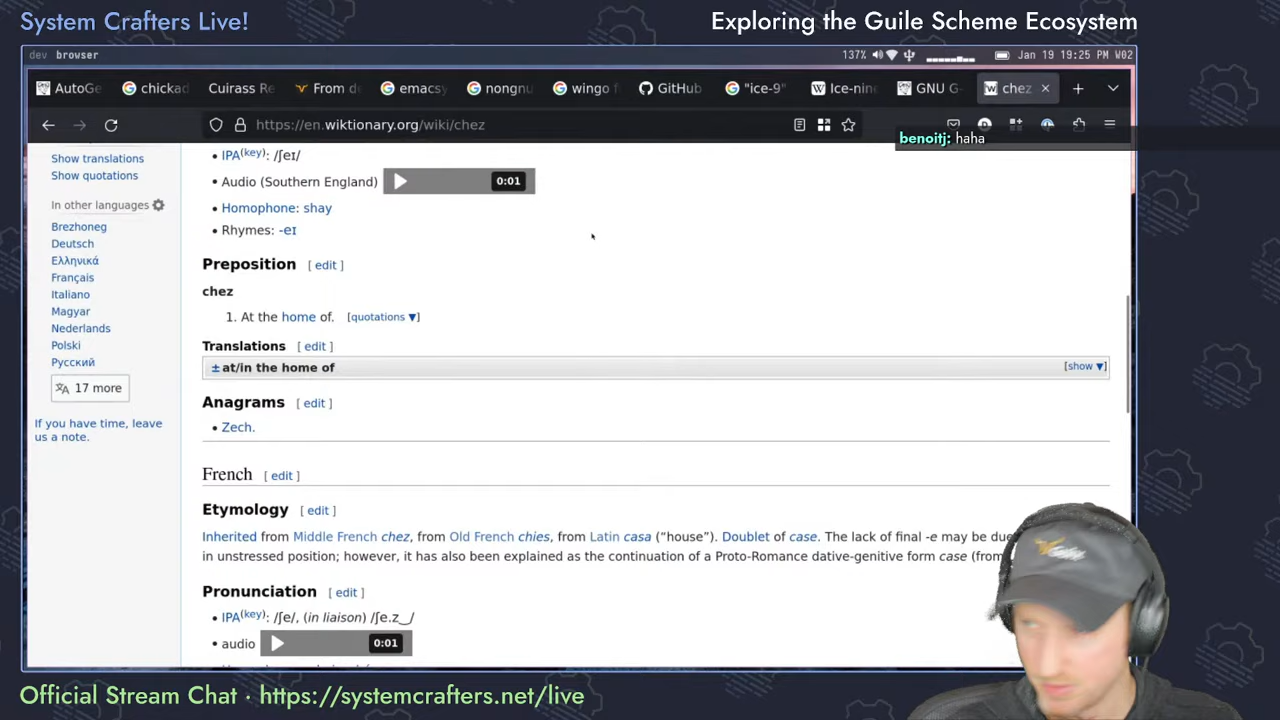 System Crafters Live!
Exploring the Guile Scheme Ecosystem
dev browser
137%
Jan 19 19:25 PM W02
AutoGe
chickad
Cuirass Re
From d
emacsy
nongnu
wingo f
GitHub
"ice-9"
Ice-nin
GNU G
chez
https://en.wiktionary.org/wiki/chez
benoitj: haha
Show translations
Show quotations
In other languages
Brezhoneg
Deutsch
Ελληνικά
Français
Italiano
Magyar
Nederlands
Polski
Русский
17 more
If you have time, leave
us a note.
• IPA(key): /ʃeɪ/
• Audio (Southern England) 0:01
• Homophone: shay
• Rhymes: -eɪ
Preposition [ edit ]
chez
1. At the home of. [quotations ▼]
Translations [ edit ]
± at/in the home of [show ▼]
Anagrams [ edit ]
• Zech.
French [ edit ]
Etymology [ edit ]
Inherited from Middle French chez, from Old French chies, from Latin casa (“house”). Doublet of case. The lack of final -e may be due
in unstressed position; however, it has also been explained as the continuation of a Proto-Romance dative-genitive form case (from
Pronunciation [ edit ]
• IPA(key): /ʃe/, (in liaison) /ʃe.z‿/
• audio 0:01
Official Stream Chat · https://systemcrafters.net/live